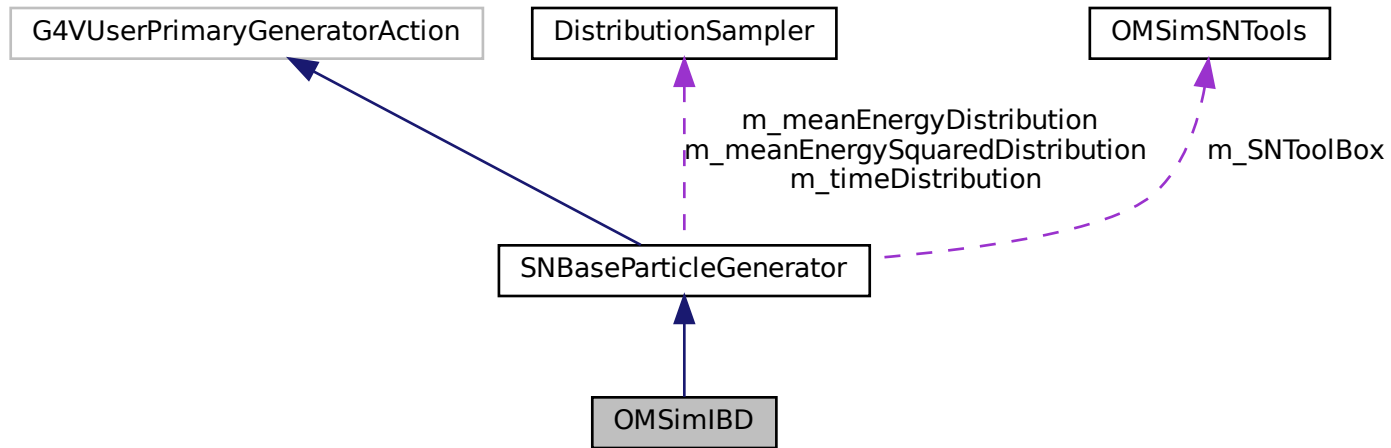 G4VUserPrimaryGeneratorAction
DistributionSampler
OMSimSNTools
m_meanEnergyDistribution
m_meanEnergySquaredDistribution
m_timeDistribution
m_SNToolBox
SNBaseParticleGenerator
OMSimIBD